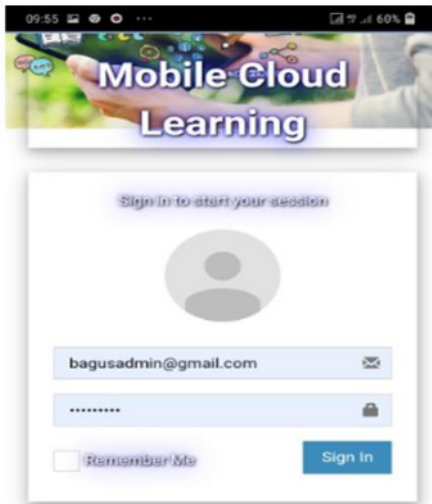 09:55 ... 60%
Mobile Cloud
Learning
Sign in to start your session
bagusadmin@gmail.com
•••••••••
Remember Me
Sign In